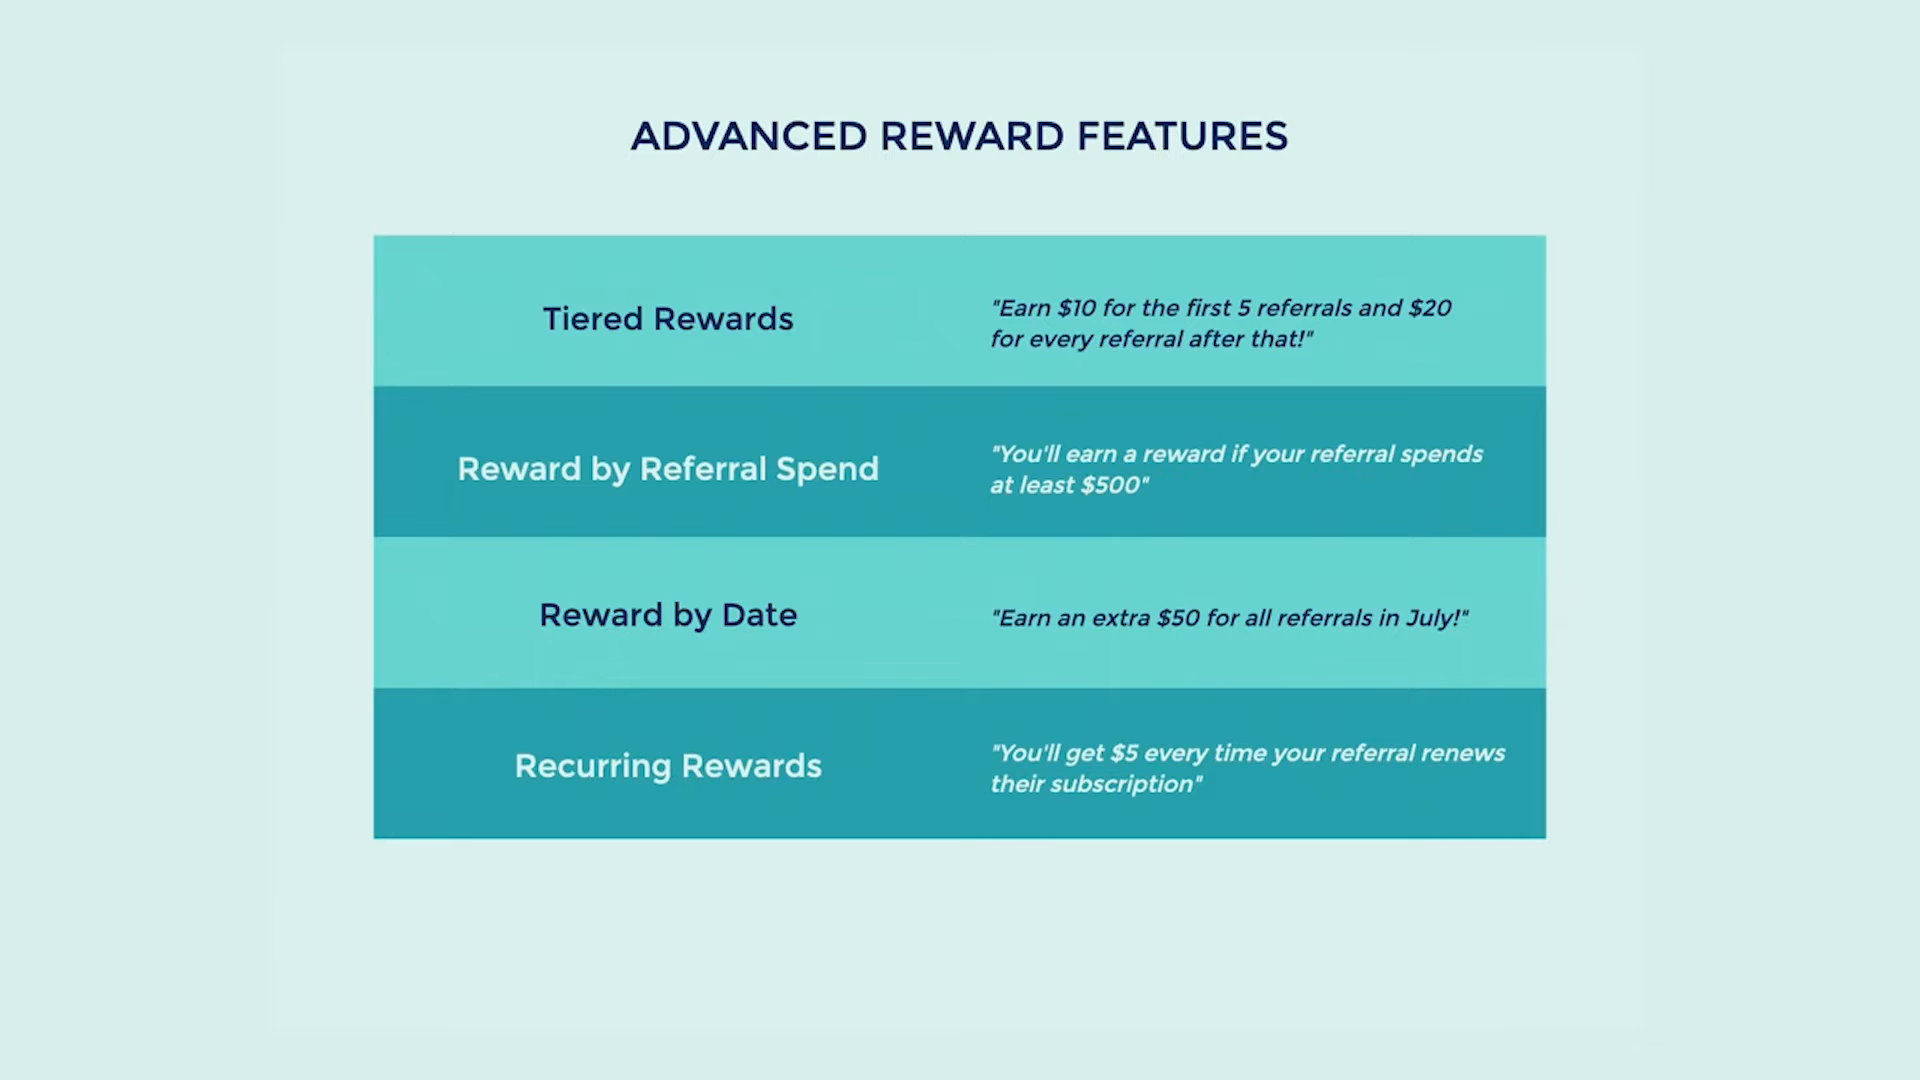 ADVANCED REWARD FEATURES
Tiered Rewards
"Earn $10 for the first 5 referrals and $20
for every referral after that!"
Reward by Referral Spend
"You'll earn a reward if your referral spends
at least $500"
Reward by Date
"Earn an extra $50 for all referrals in July!"
Recurring Rewards
"You'll get $5 every time your referral renews
their subscription"